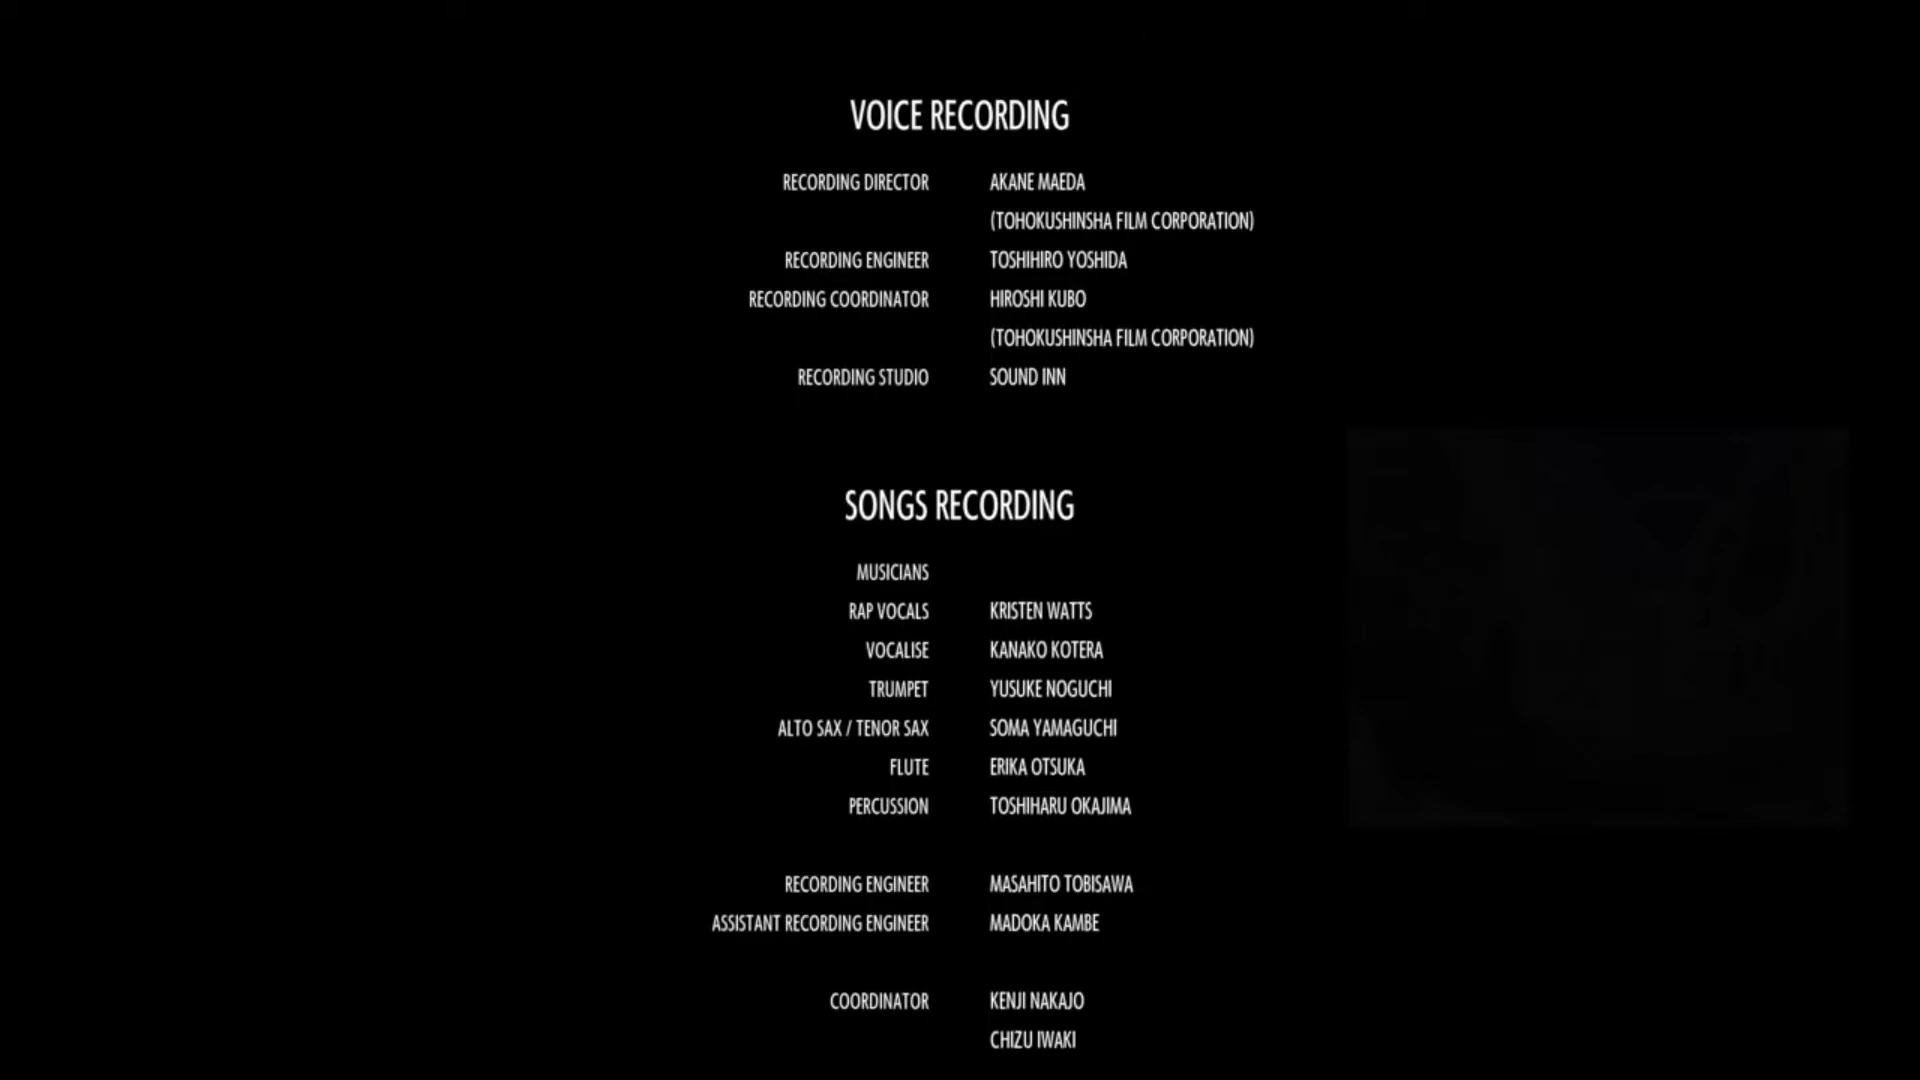 VOICE RECORDING
RECORDING DIRECTOR AKANE MAEDA
(TOHOKUSHINSHA FILM CORPORATION)
RECORDING ENGINEER TOSHIHIRO YOSHIDA
RECORDING COORDINATOR HIROSHI KUBO
(TOHOKUSHINSHA FILM CORPORATION)
RECORDING STUDIO SOUND INN
SONGS RECORDING
MUSICIANS
RAP VOCALS KRISTEN WATTS
VOCALISE KANAKO KOTERA
TRUMPET YUSUKE NOGUCHI
ALTO SAX / TENOR SAX SOMA YAMAGUCHI
FLUTE ERIKA OTSUKA
PERCUSSION TOSHIHARU OKAJIMA
RECORDING ENGINEER MASAHITO TOBISAWA
ASSISTANT RECORDING ENGINEER MADOKA KAMBE
COORDINATOR KENJI NAKAJO
CHIZU IWAKI